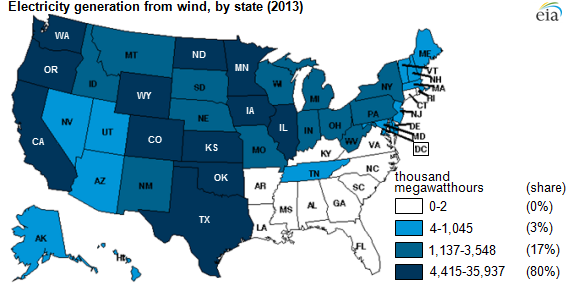 Electricity generation from wind, by state (2013)
eia
WA
OR
CA
NV
ID
MT
WY
UT
AZ
CO
NM
ND
SD
NE
KS
OK
TX
MN
IA
MO
AR
LA
WI
IL
MI
IN
OH
KY
TN
MS
AL
GA
FL
SC
NC
VA
WV
PA
NY
ME
VT
NH
MA
RI
CT
NJ
DE
MD
DC
AK
HI
thousand
megawatthours (share)
0-2 (0%)
4-1,045 (3%)
1,137-3,548 (17%)
4,415-35,937 (80%)